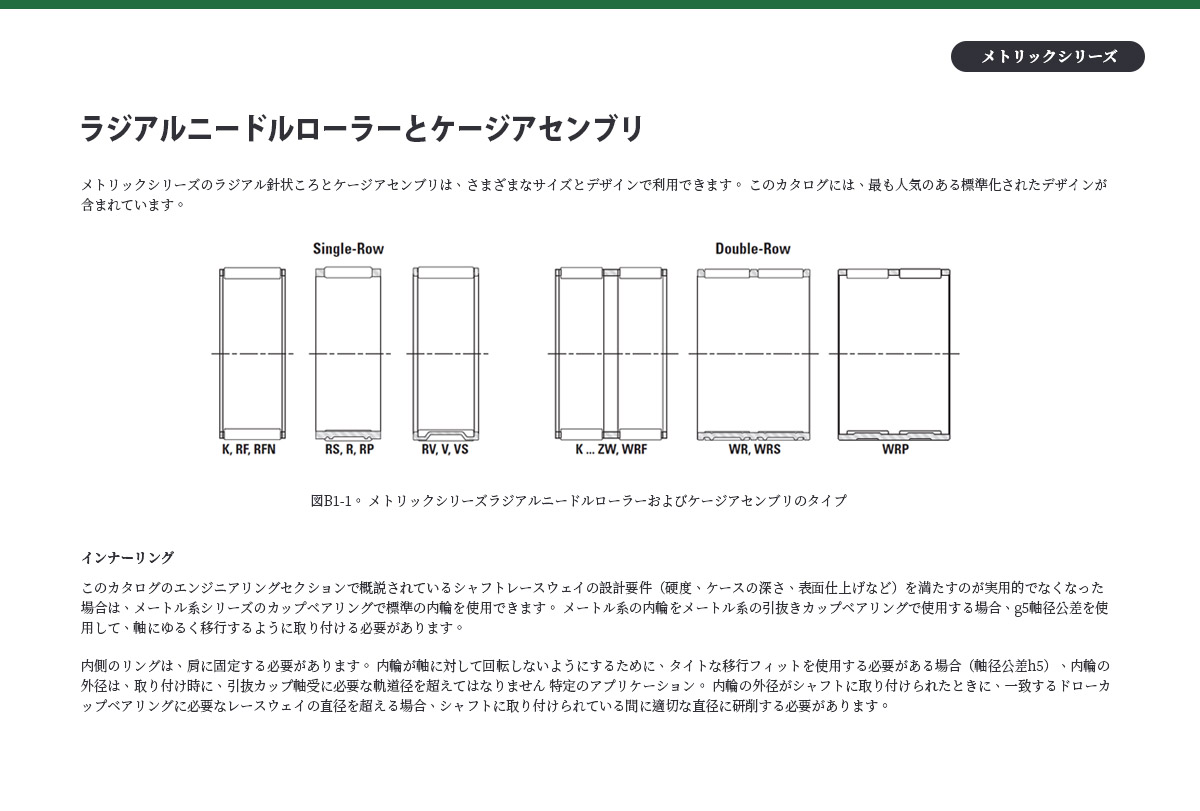 メトリックシリーズ
ラジアルニードルローラーとケージアセンブリ
メトリックシリーズのラジアル針状ころとケージアセンブリは、さまざまなサイズとデザインで利用できます。 このカタログには、最も人気のある標準化されたデザインが
含まれています。
Single-Row
Double-Row
K, RF, RFN
RS, R, RP
RV, V, VS
K ... ZW, WRF
WR, WRS
WRP
図B1-1。 メトリックシリーズラジアルニードルローラーおよびケージアセンブリのタイプ
インナーリング
このカタログのエンジニアリングセクションで概説されているシャフトレースウェイの設計要件（硬度、ケースの深さ、表面仕上げなど）を満たすのが実用的でなくなった
場合は、メートル系シリーズのカップベアリングで標準の内輪を使用できます。 メートル系の内輪をメートル系の引抜きカップベアリングで使用する場合、g5軸径公差を使
用して、軸にゆるく移行するように取り付ける必要があります。
内側のリングは、肩に固定する必要があります。 内輪が軸に対して回転しないようにするために、タイトな移行フィットを使用する必要がある場合（軸径公差h5）、内輪の
外径は、取り付け時に、引抜カップ軸受に必要な軌道径を超えてはなりません 特定のアプリケーション。 内輪の外径がシャフトに取り付けられたときに、一致するドローカ
ップベアリングに必要なレースウェイの直径を超える場合、シャフトに取り付けられている間に適切な直径に研削する必要があります。